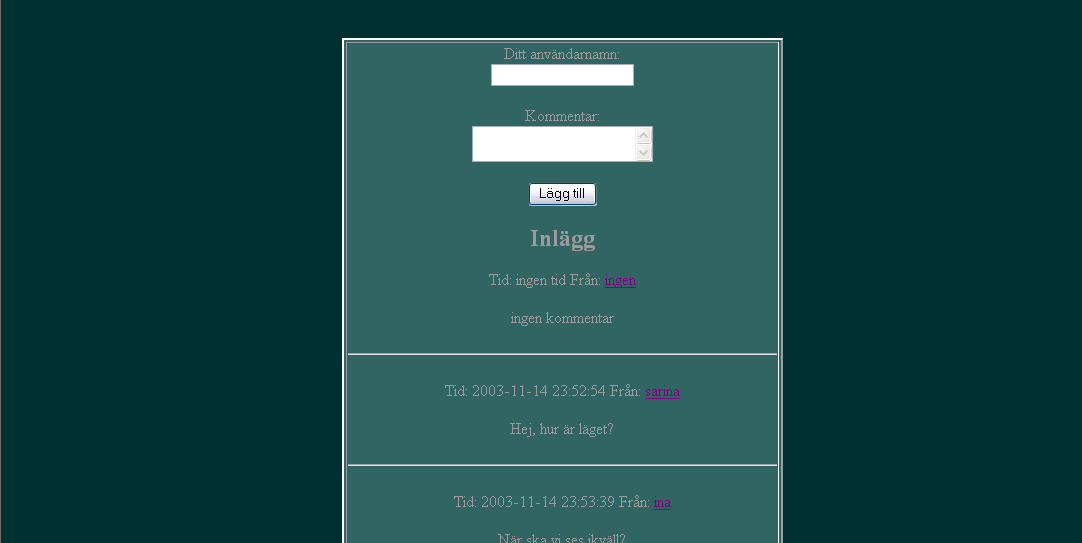 Ditt användarnamn:
Kommentar:
Lägg till
Inlägg
Tid: ingen tid Från: ingen
ingen kommentar
Tid: 2003-11-14 23:52:54 Från: sarina
Hej, hur är läget?
Tid: 2003-11-14 23:53:39 Från: ina
När ska vi ses ikväll?